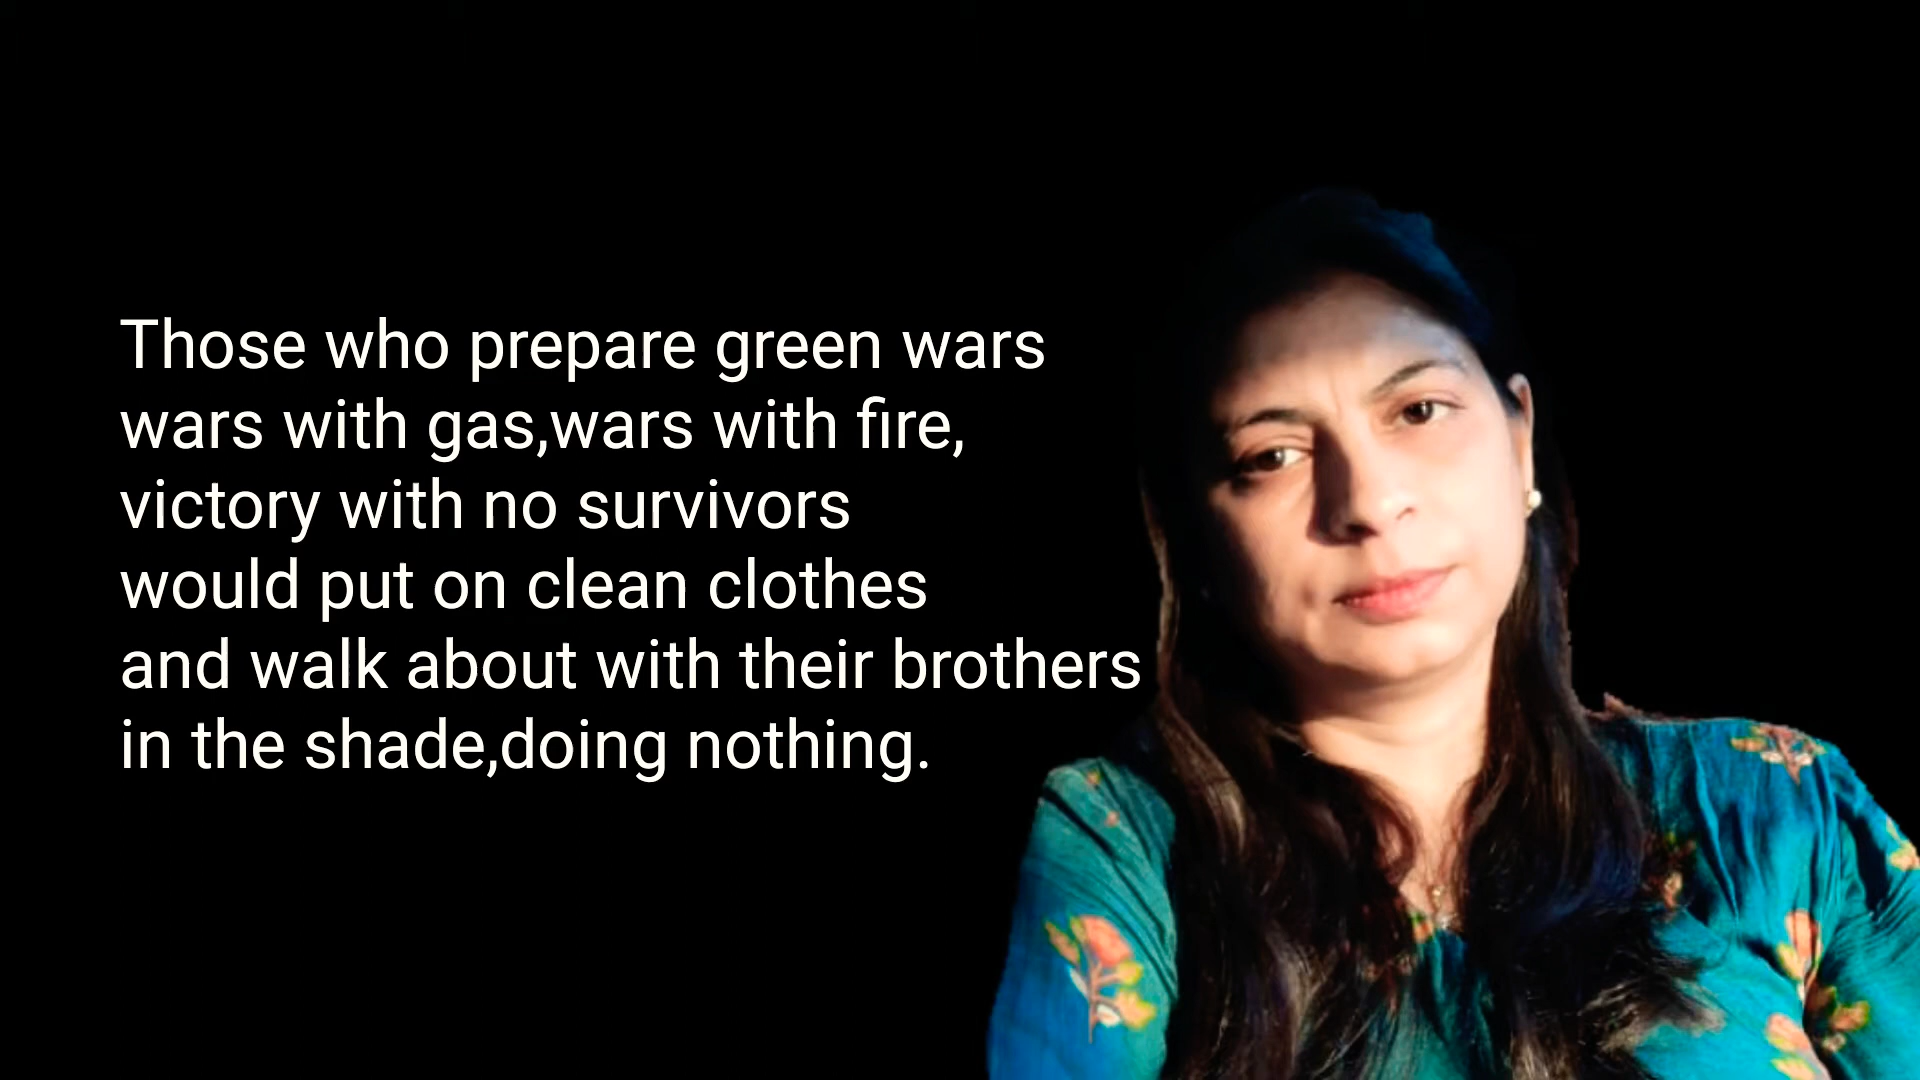 Those who prepare green wars
wars with gas,wars with fire,
victory with no survivors
would put on clean clothes
and walk about with their brothers
in the shade,doing nothing.